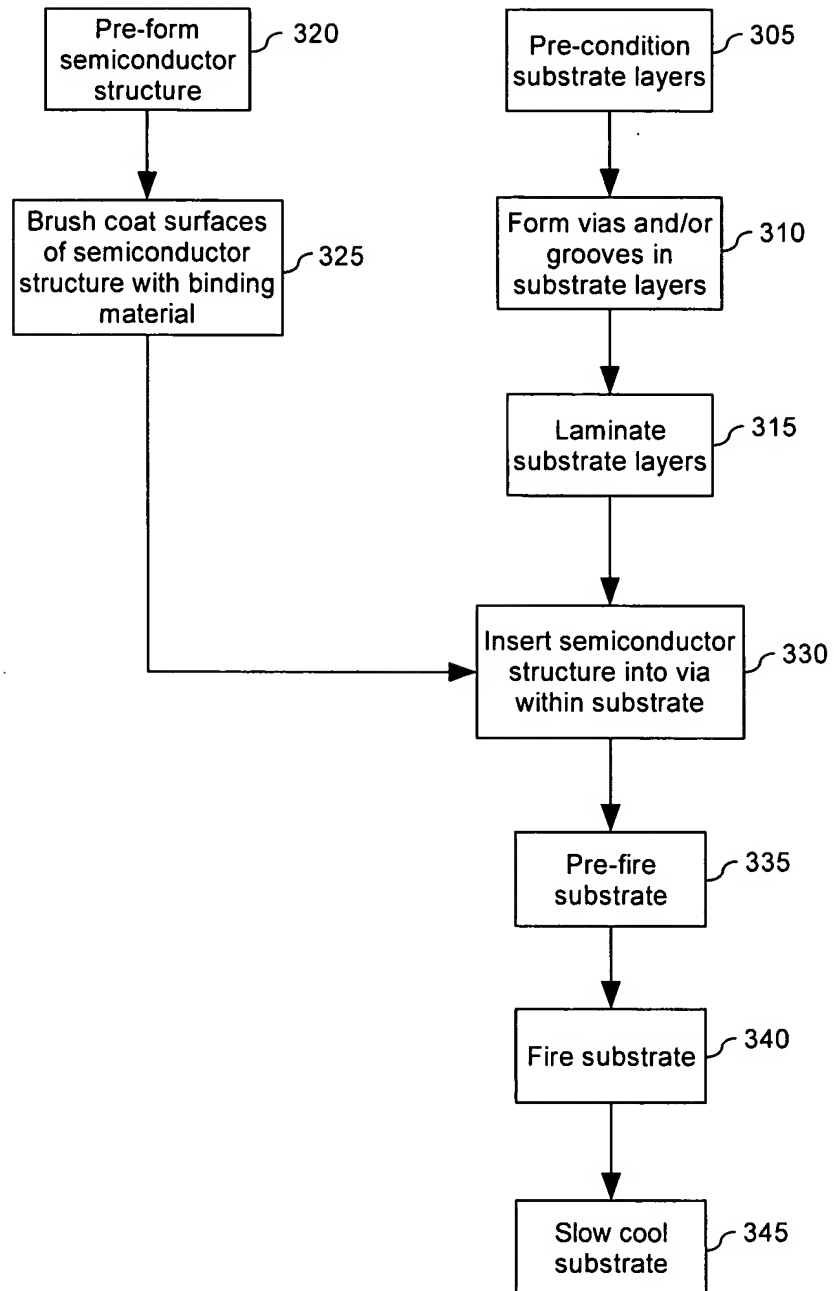 Pre-form
semiconductor
structure
320
Brush coat surfaces
of semiconductor
structure with binding
material
325
Pre-condition
substrate layers
305
Form vias and/or
grooves in
substrate layers
310
Laminate
substrate layers
315
Insert semiconductor
structure into via
within substrate
330
Pre-fire
substrate
335
Fire substrate
340
Slow cool
substrate
345